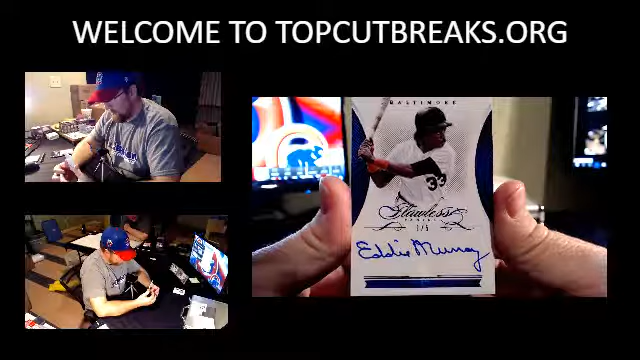 WELCOME TO TOPCUTBREAKS.ORG
BALTIMORE
33
Flawless
Eddie Murray